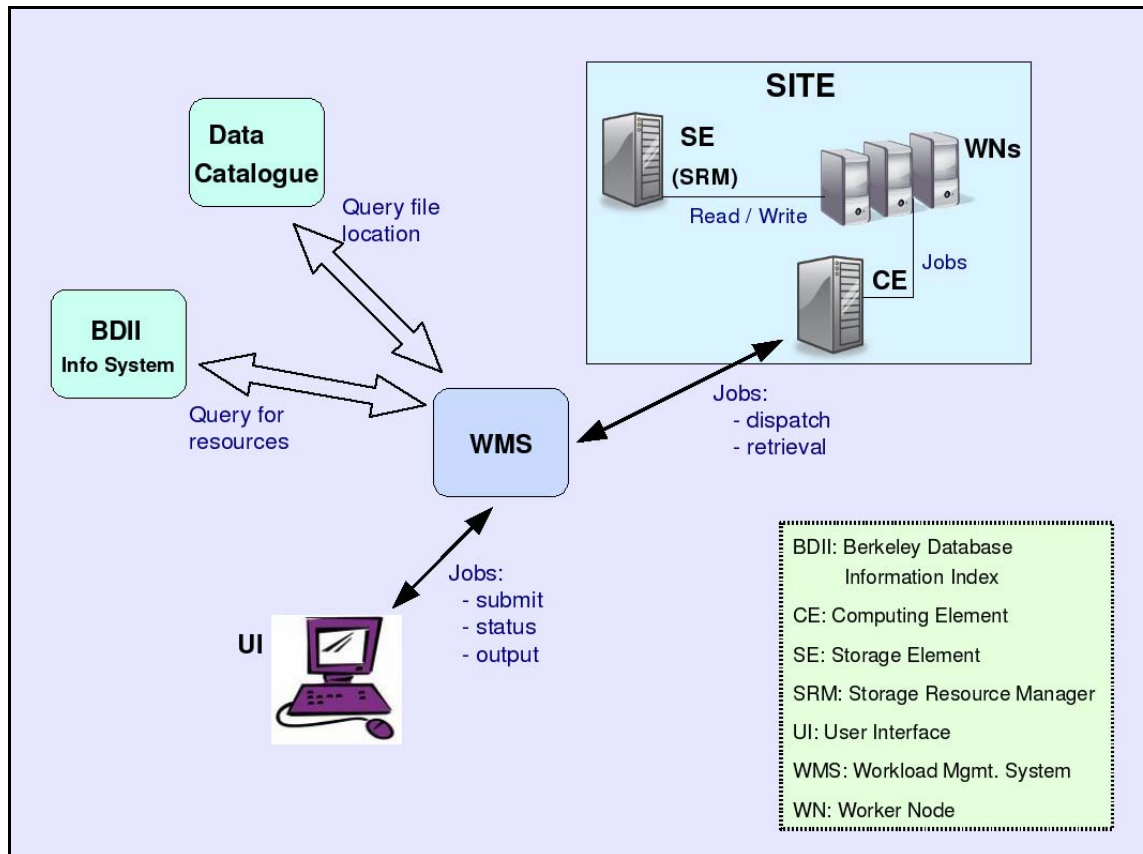 SITE
Data
Catalogue
SE
(SRM)
WNs
Read / Write
CE
Jobs
Query file
location
BDII
Info System
Query for
resources
WMS
Jobs:
- dispatch
- retrieval
Jobs:
- submit
- status
- output
UI
BDII: Berkeley Database
Information Index
CE: Computing Element
SE: Storage Element
SRM: Storage Resource Manager
UI: User Interface
WMS: Workload Mgmt. System
WN: Worker Node